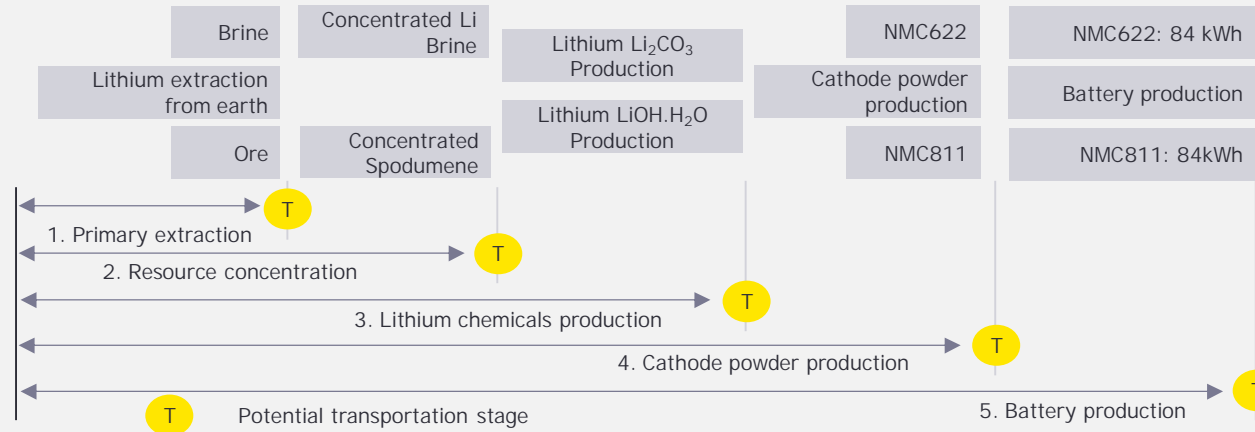 Brine
Lithium extraction
from earth
Ore
Concentrated Li
Brine
Concentrated
Spodumene
Lithium Li₂CO₃
Production
Lithium LiOH.H₂O
Production
NMC622
Cathode powder
production
NMC811
NMC622: 84 kWh
Battery production
NMC811: 84kWh
T
1. Primary extraction
T
2. Resource concentration
T
3. Lithium chemicals production
T
4. Cathode powder production
T
5. Battery production
T
Potential transportation stage